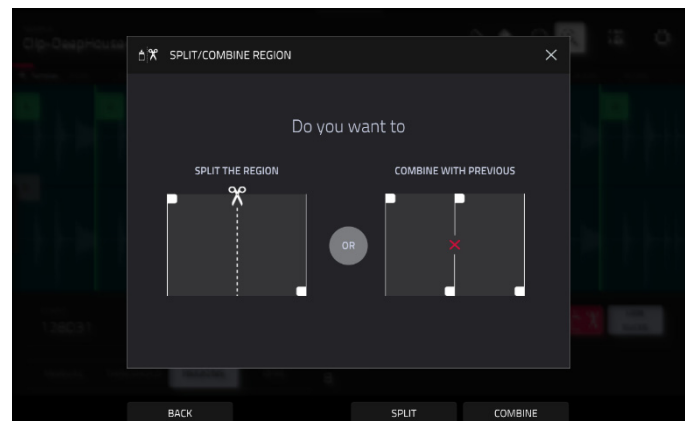 SPLIT/COMBINE REGION
Do you want to
SPLIT THE REGION
COMBINE WITH PREVIOUS
OR
BACK
SPLIT
COMBINE